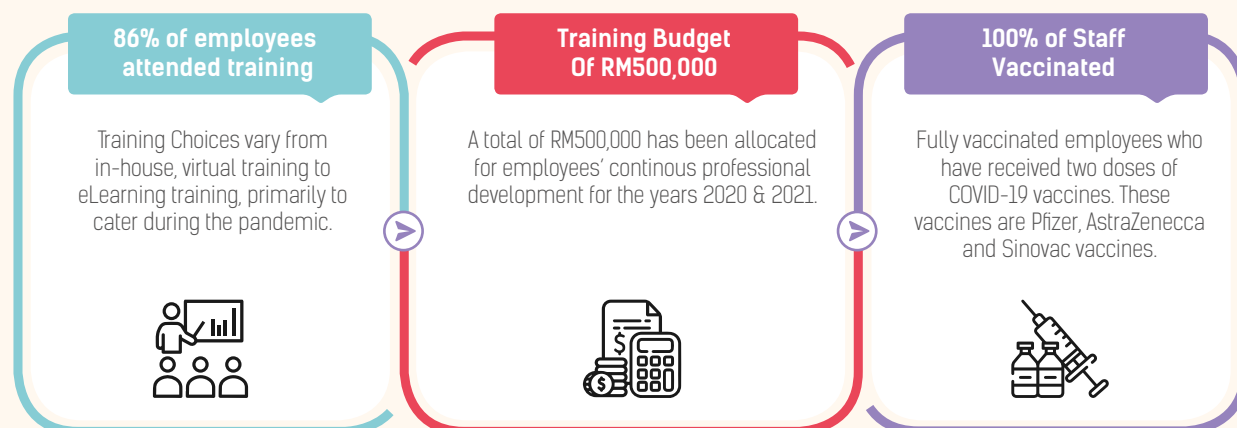 86% of employees
attended training
Training Choices vary from
in-house, virtual training to
eLearning training, primarily to
cater during the pandemic.
Training Budget
Of RM500,000
A total of RM500,000 has been allocated
for employees' continous professional
development for the years 2020 & 2021.
100% of Staff
Vaccinated
Fully vaccinated employees who
have received two doses of
COVID-19 vaccines. These
vaccines are Pfizer, AstraZenecca
and Sinovac vaccines.